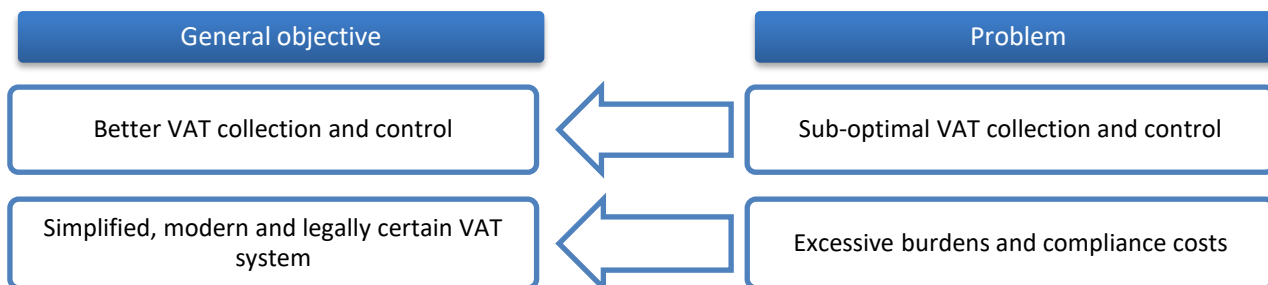 General objective
Problem
Better VAT collection and control
Sub-optimal VAT collection and control
Simplified, modern and legally certain VAT
system
Excessive burdens and compliance costs